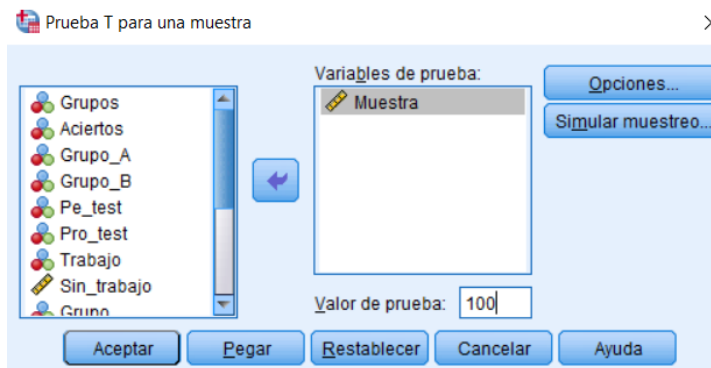 Prueba T para una muestra
Grupos
Aciertos
Grupo_A
Grupo_B
Pe_test
Pro_test
Trabajo
Sin_trabajo
Grupo
Variables de prueba:
Muestra
Valor de prueba: 100
Opciones...
Simular muestreo...
Aceptar
Pegar
Restablecer
Cancelar
Ayuda